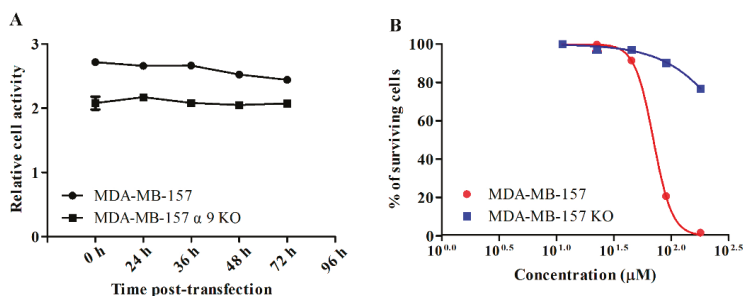 A
Relative cell activity
3
2
1
0
MDA-MB-157
MDA-MB-157 α 9 KO
0 h
24 h
36 h
48 h
72 h
96 h
Time post-transfection
B
% of surviving cells
100
80
60
40
20
0
MDA-MB-157
MDA-MB-157 KO
10^0.0
10^0.5
10^1.0
10^1.5
10^2.0
10^2.5
Concentration (μM)